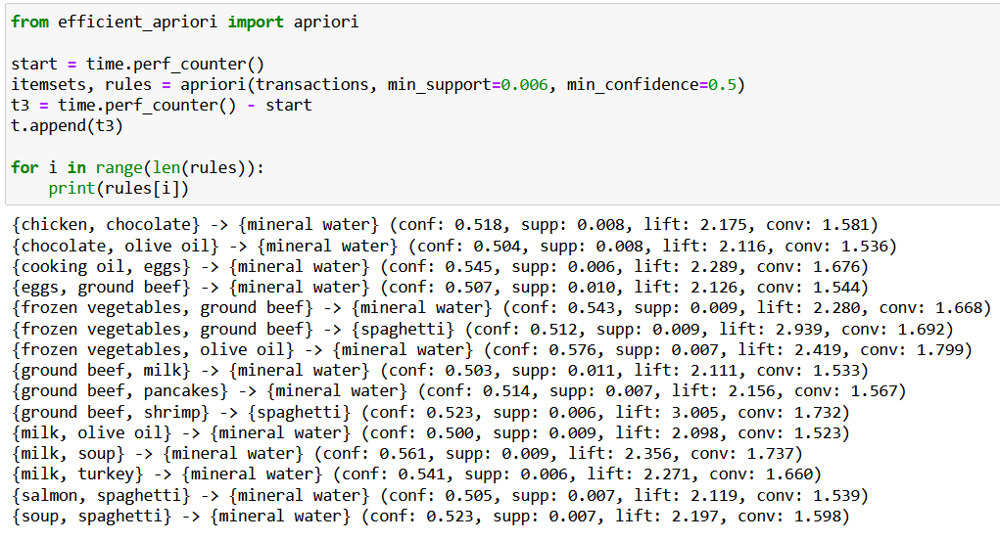 from efficient_apriori import apriori

start = time.perf_counter()
itemsets, rules = apriori(transactions, min_support=0.006, min_confidence=0.5)
t3 = time.perf_counter() - start
t.append(t3)

for i in range(len(rules)):
    print(rules[i])
{chicken, chocolate} -> {mineral water} (conf: 0.518, supp: 0.008, lift: 2.175, conv: 1.581)
{chocolate, olive oil} -> {mineral water} (conf: 0.504, supp: 0.008, lift: 2.116, conv: 1.536)
{cooking oil, eggs} -> {mineral water} (conf: 0.545, supp: 0.006, lift: 2.289, conv: 1.676)
{eggs, ground beef} -> {mineral water} (conf: 0.507, supp: 0.010, lift: 2.126, conv: 1.544)
{frozen vegetables, ground beef} -> {mineral water} (conf: 0.543, supp: 0.009, lift: 2.280, conv: 1.668)
{frozen vegetables, ground beef} -> {spaghetti} (conf: 0.512, supp: 0.009, lift: 2.939, conv: 1.692)
{frozen vegetables, olive oil} -> {mineral water} (conf: 0.576, supp: 0.007, lift: 2.419, conv: 1.799)
{ground beef, milk} -> {mineral water} (conf: 0.503, supp: 0.011, lift: 2.111, conv: 1.533)
{ground beef, pancakes} -> {mineral water} (conf: 0.514, supp: 0.007, lift: 2.156, conv: 1.567)
{ground beef, shrimp} -> {spaghetti} (conf: 0.523, supp: 0.006, lift: 3.005, conv: 1.732)
{milk, olive oil} -> {mineral water} (conf: 0.500, supp: 0.009, lift: 2.098, conv: 1.523)
{milk, soup} -> {mineral water} (conf: 0.561, supp: 0.009, lift: 2.356, conv: 1.737)
{milk, turkey} -> {mineral water} (conf: 0.541, supp: 0.006, lift: 2.271, conv: 1.660)
{salmon, spaghetti} -> {mineral water} (conf: 0.505, supp: 0.007, lift: 2.119, conv: 1.539)
{soup, spaghetti} -> {mineral water} (conf: 0.523, supp: 0.007, lift: 2.197, conv: 1.598)